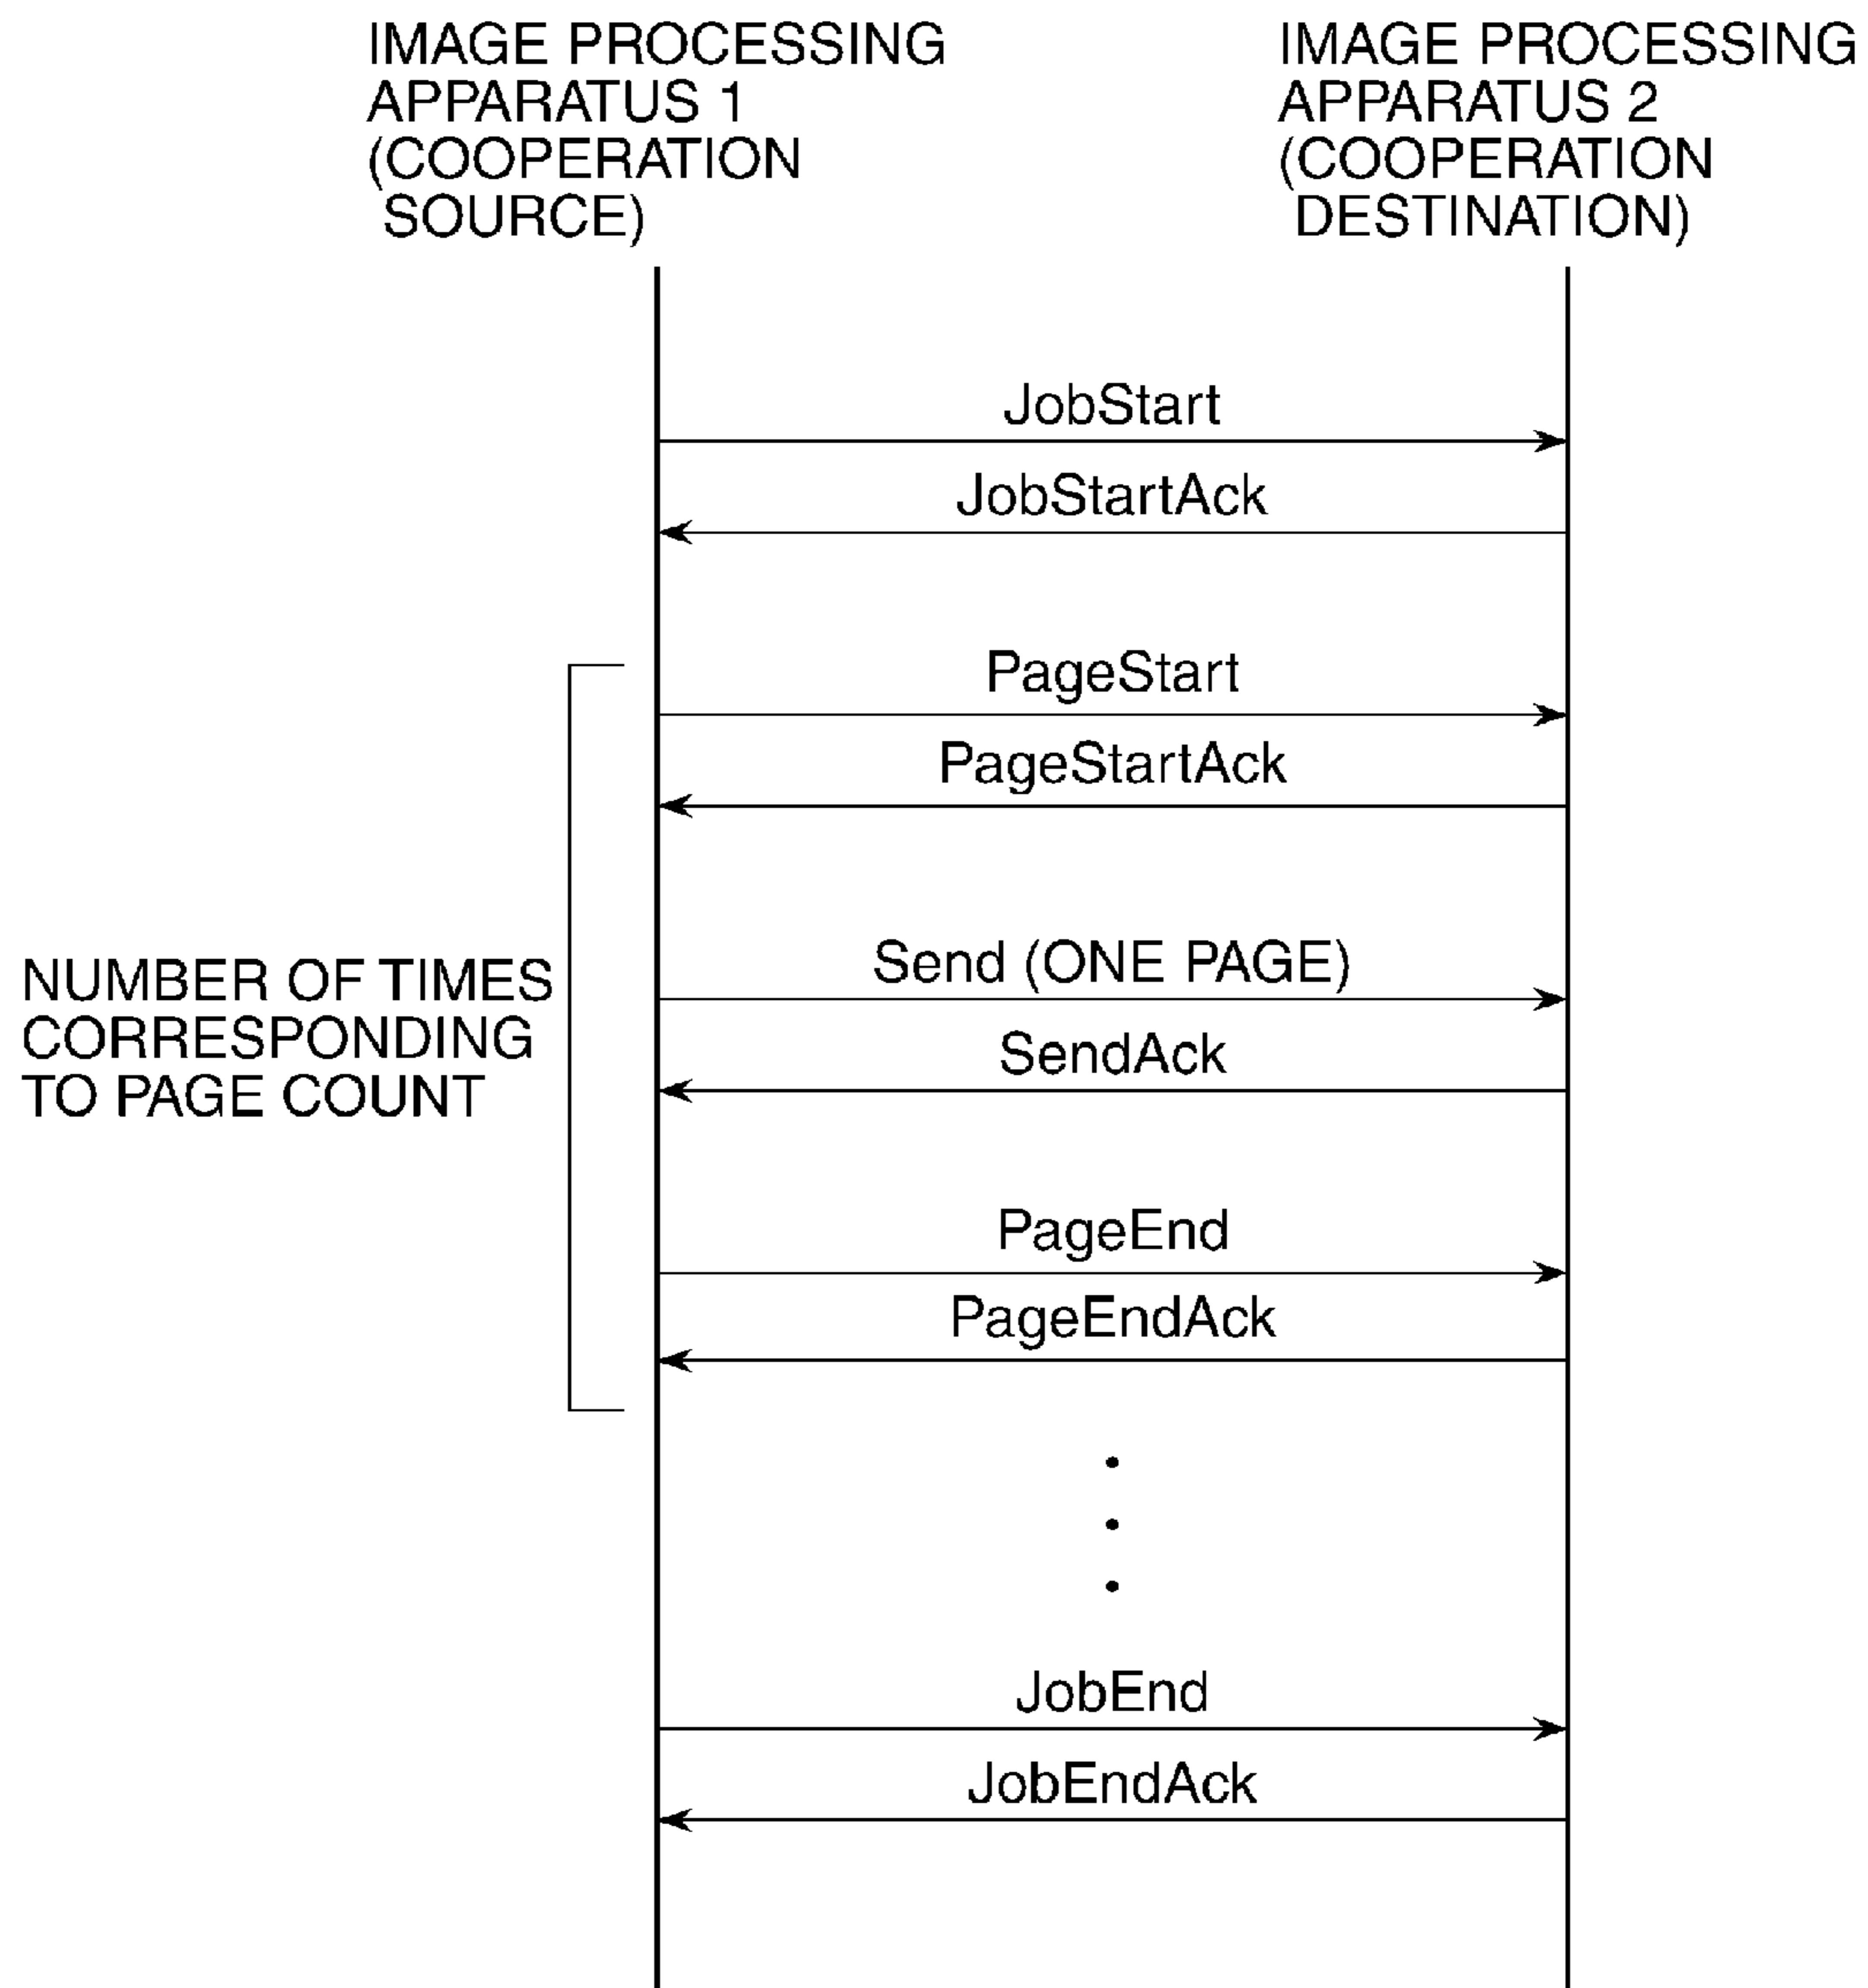 IMAGE PROCESSING
APPARATUS 1
(COOPERATION
SOURCE)
IMAGE PROCESSING
APPARATUS 2
(COOPERATION
DESTINATION)
JobStart
JobStartAck
PageStart
PageStartAck
Send (ONE PAGE)
SendAck
PageEnd
PageEndAck
NUMBER OF TIMES
CORRESPONDING
TO PAGE COUNT
JobEnd
JobEndAck